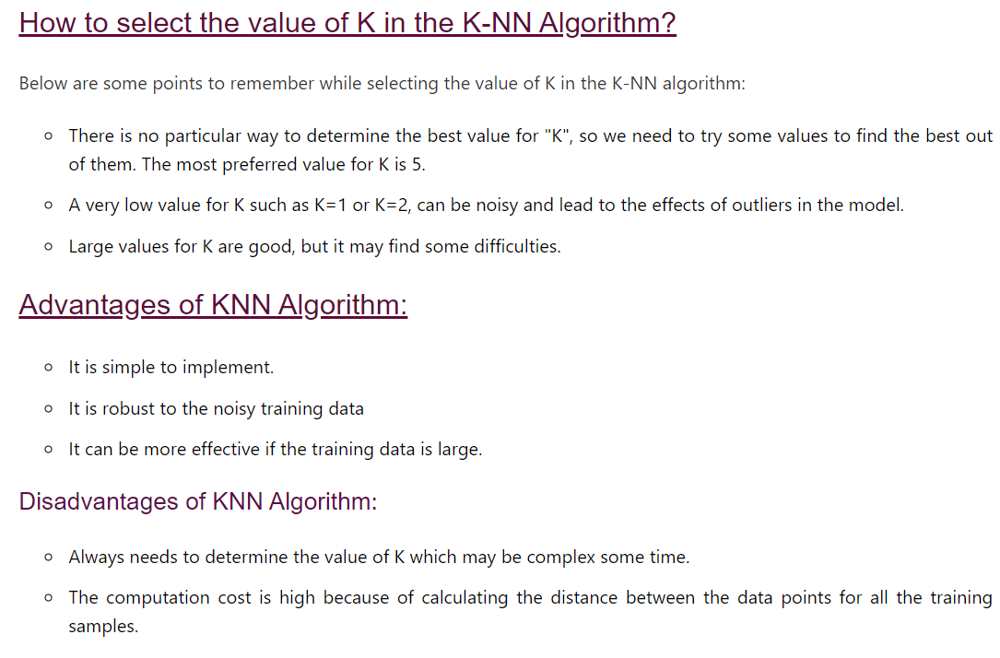 How to select the value of K in the K-NN Algorithm?
Below are some points to remember while selecting the value of K in the K-NN algorithm:
There is no particular way to determine the best value for "K", so we need to try some values to find the best out
of them. The most preferred value for K is 5.
A very low value for K such as K=1 or K=2, can be noisy and lead to the effects of outliers in the model.
Large values for K are good, but it may find some difficulties.
Advantages of KNN Algorithm:
It is simple to implement.
It is robust to the noisy training data
It can be more effective if the training data is large.
Disadvantages of KNN Algorithm:
Always needs to determine the value of K which may be complex some time.
The computation cost is high because of calculating the distance between the data points for all the training
samples.